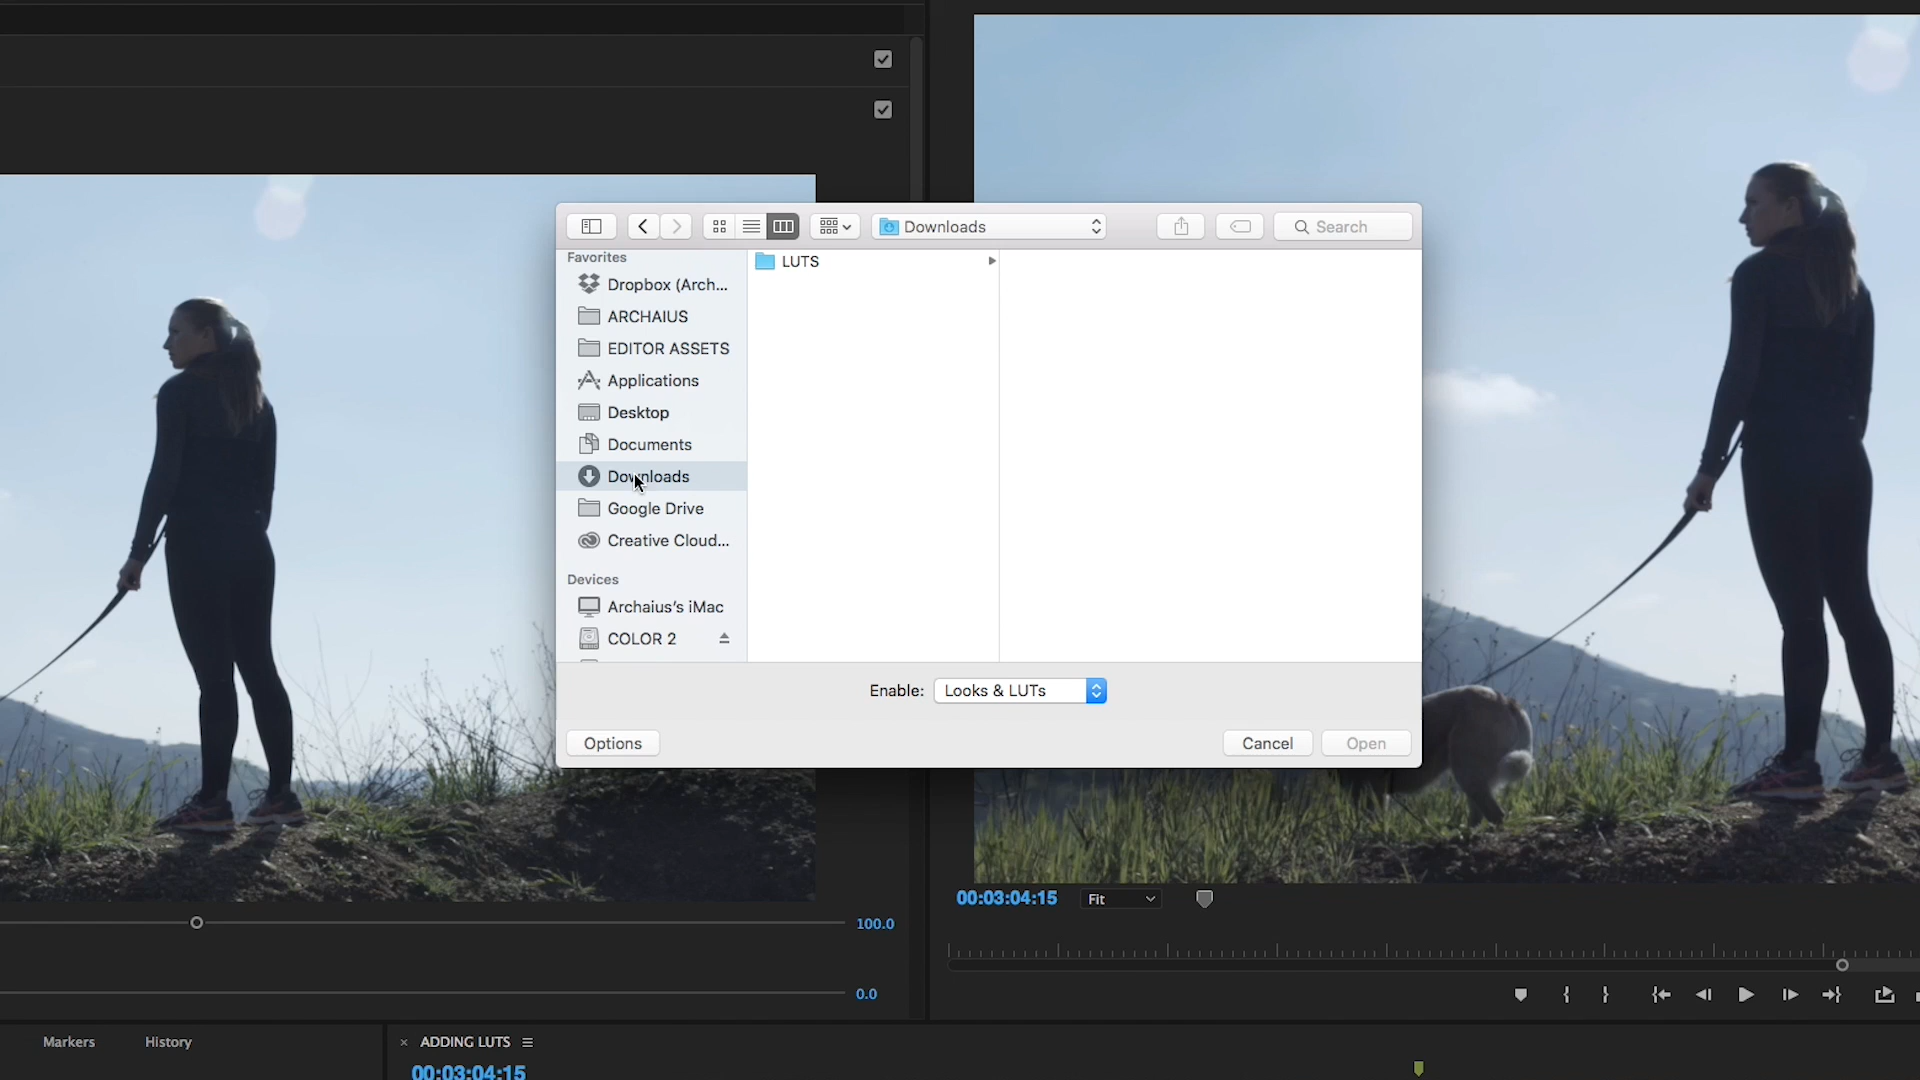 Downloads
Search
Favorites
LUTS
Dropbox (Arch...
ARCHAIUS
EDITOR ASSETS
Applications
Desktop
Documents
Downloads
Google Drive
Creative Cloud...
Devices
Archaius's iMac
COLOR 2
Enable: Looks & LUTs
Options
Cancel
Open
00:03:04:15
Fit
100.0
0.0
Markers
History
× ADDING LUTS
00:03:04:15